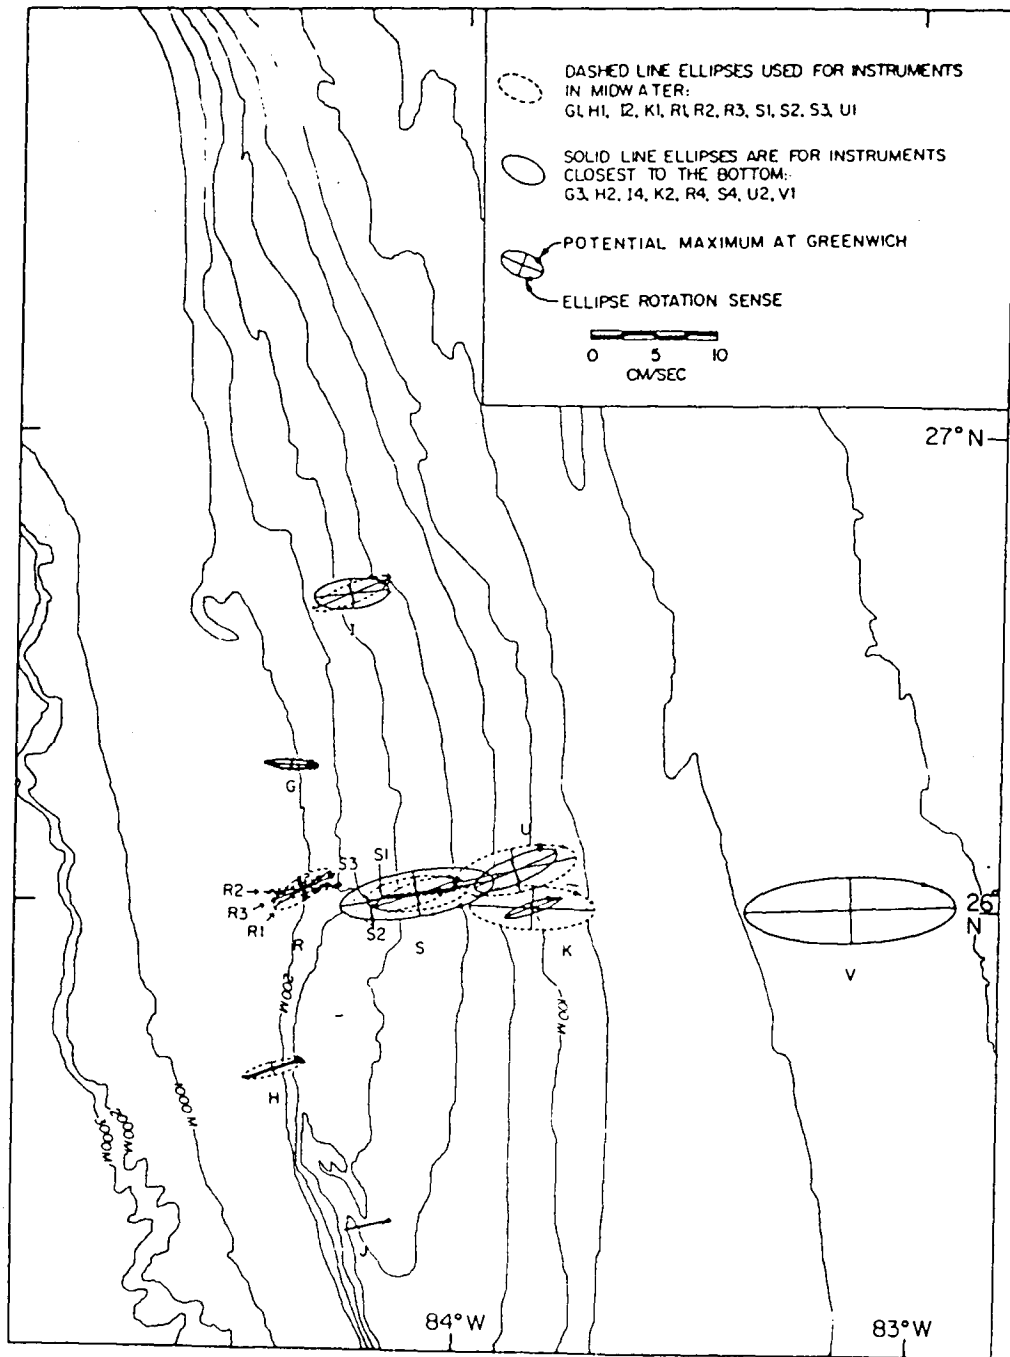 DASHED LINE ELLIPSES USED FOR INSTRUMENTS
IN MIDWATER:
G1, H1, I2, K1, R1, R2, R3, S1, S2, S3, U1
SOLID LINE ELLIPSES ARE FOR INSTRUMENTS
CLOSEST TO THE BOTTOM:
G3, H2, I4, K2, R4, S4, U2, V1
POTENTIAL MAXIMUM AT GREENWICH
ELLIPSE ROTATION SENSE
0 5 10
CM/SEC
27°N
I
G
U
S3
S1
R2
R3
R1
S2
R
S
K
26°
N
V
200M
100M
H
1000M
2000M
3000M
J
84°W
83°W